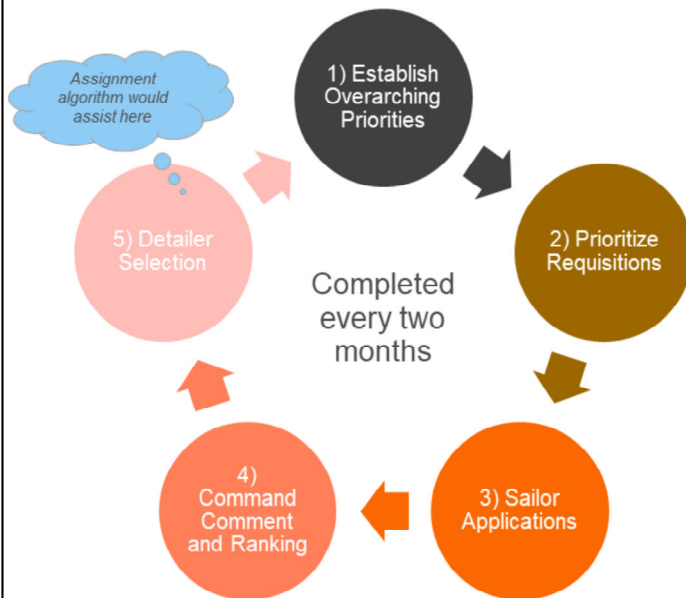 Assignment
algorithm would
assist here
1) Establish
Overarching
Priorities
2) Prioritize
Requisitions
3) Sailor
Applications
4)
Command
Comment
and Ranking
5) Detailer
Selection
Completed
every two
months